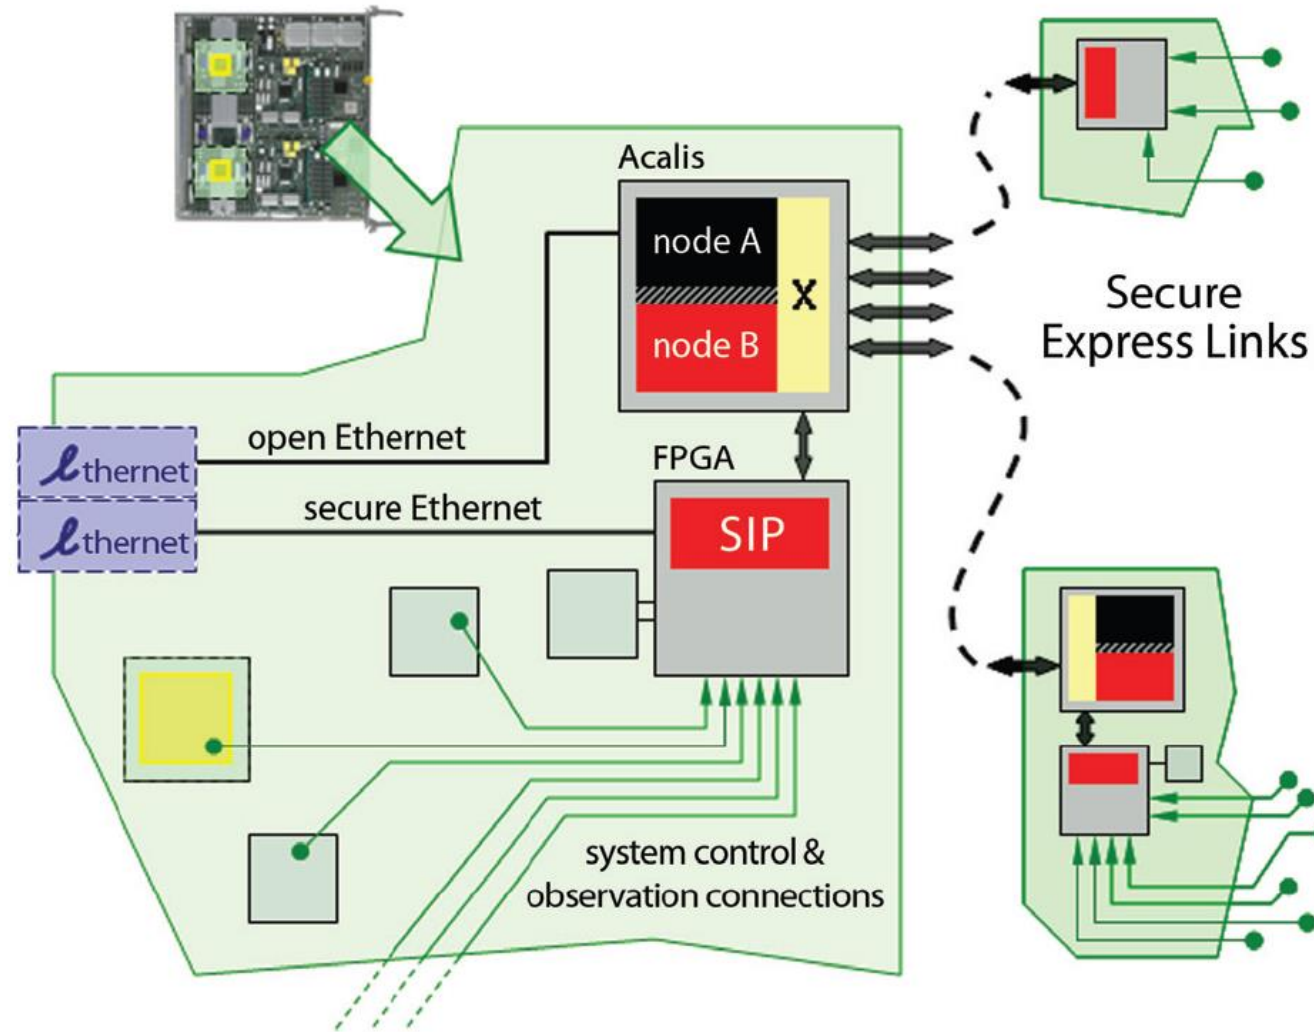 Acalis
node A
X
node B
Secure
Express Links
open Ethernet
ethernet
FPGA
secure Ethernet
ethernet
SIP
system control &
observation connections